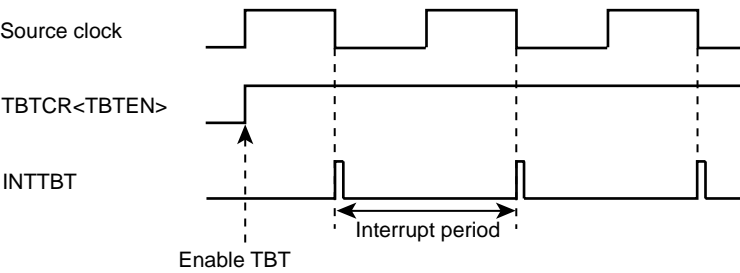 Source clock
TBTCR<TBTEN>
INTTBT
Interrupt period
Enable TBT